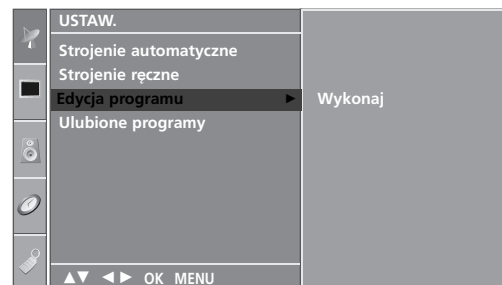 USTAW.
Strojenie automatyczne
Strojenie ręczne
Edycja programu ► Wykonaj
Ulubione programy
▲▼ ◄► OK MENU